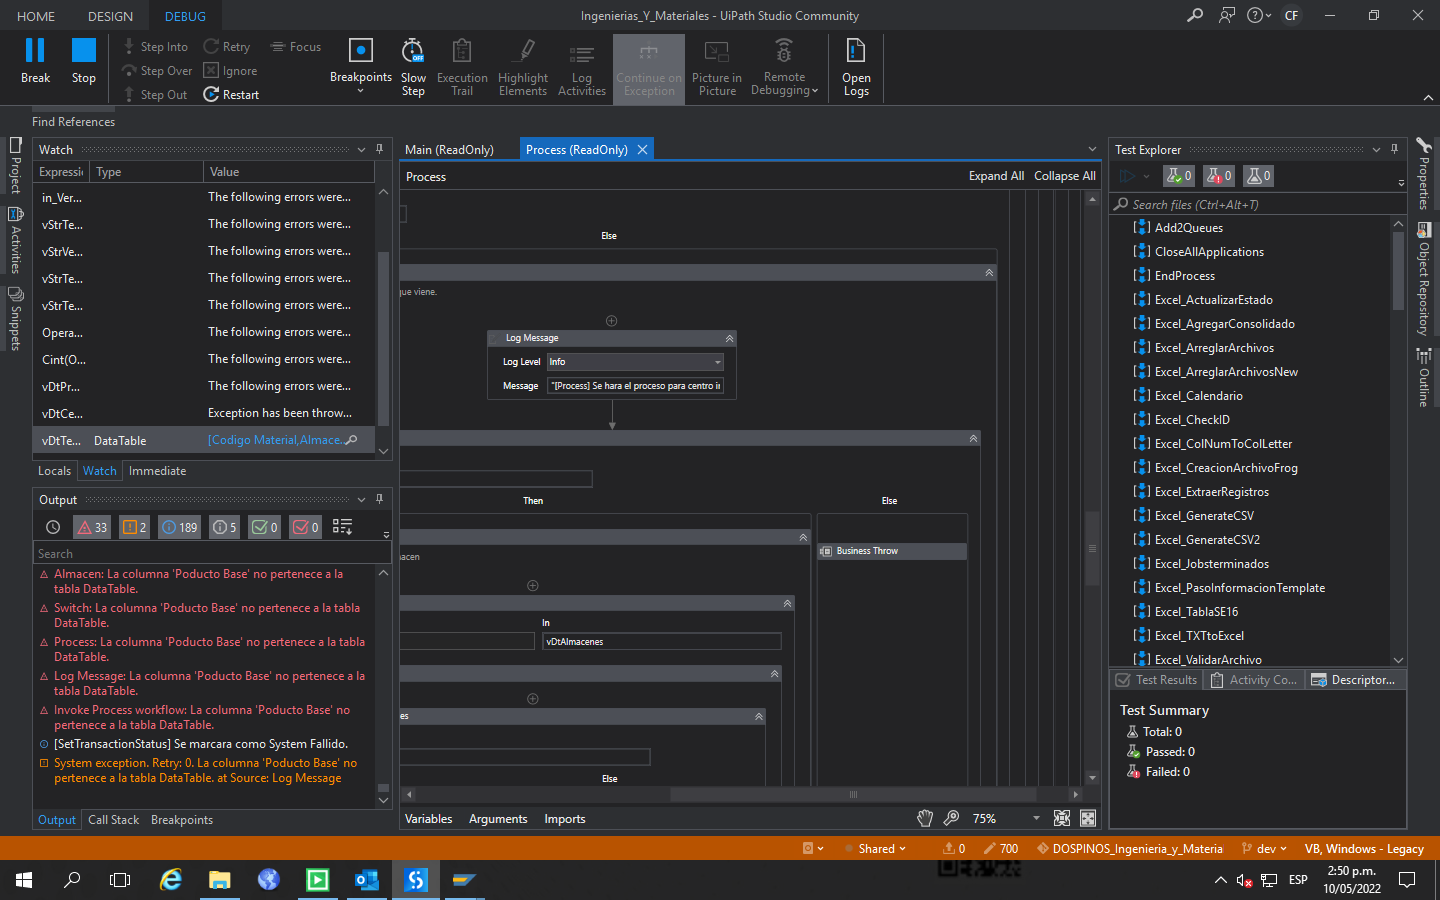 HOME DESIGN DEBUG
Ingenierias_Y_Materiales - UiPath Studio Community
CF
Break
Stop
Step Into
Step Over
Step Out
Retry
Ignore
Restart
Focus
Breakpoints
Slow
Step
Execution
Trail
Highlight
Elements
Log
Activities
Continue on
Exception
Picture in
Picture
Remote
Debugging
Open
Logs
Find References
Project
Activities
Snippets
Watch
Expressi Type Value
in_Ver... The following errors were...
vStrTe... The following errors were...
vStrVe... The following errors were...
vStrTe... The following errors were...
vStrTe... The following errors were...
Opera... The following errors were...
Cint(O... The following errors were...
vDtPr... The following errors were...
vDtCe... Exception has been throw...
vDtTe... DataTable [Codigo Material,Almace...
Locals Watch Immediate
Output
33 2 189 5 0 0
Search
Almacen: La columna 'Poducto Base' no pertenece a la
tabla DataTable.
Switch: La columna 'Poducto Base' no pertenece a la tabla
DataTable.
Process: La columna 'Poducto Base' no pertenece a la tabla
DataTable.
Log Message: La columna 'Poducto Base' no pertenece a la
tabla DataTable.
Invoke Process workflow: La columna 'Poducto Base' no
pertenece a la tabla DataTable.
[SetTransactionStatus] Se marcara como System Fallido.
System exception. Retry: 0. La columna 'Poducto Base' no
pertenece a la tabla DataTable. at Source: Log Message
Output Call Stack Breakpoints
Main (ReadOnly) Process (ReadOnly)
Process Expand All Collapse All
Else
que viene.
Log Message
Log Level Info
Message "[Process] Se hara el proceso para centro ir
Then Else
Business Throw
macen
In
vDtAlmacenes
es
Else
Variables Arguments Imports 75%
Test Explorer
0 0 0
Search files (Ctrl+Alt+T)
Add2Queues
CloseAllApplications
EndProcess
Excel_ActualizarEstado
Excel_AgregarConsolidado
Excel_ArreglarArchivos
Excel_ArreglarArchivosNew
Excel_Calendario
Excel_CheckID
Excel_ColNumToColLetter
Excel_CreacionArchivoFrog
Excel_ExtraerRegistros
Excel_GenerateCSV
Excel_GenerateCSV2
Excel_Jobsterminados
Excel_PasoInformacionTemplate
Excel_TablaSE16
Excel_TXTtoExcel
Excel_ValidarArchivo
Test Results Activity Co... Descriptor...
Test Summary
Total: 0
Passed: 0
Failed: 0
Properties
Object Repository
Outline
Shared 0 700 DOSPINOS_Ingenieria_y_Materia dev VB, Windows - Legacy
ESP
2:50 p.m.
10/05/2022